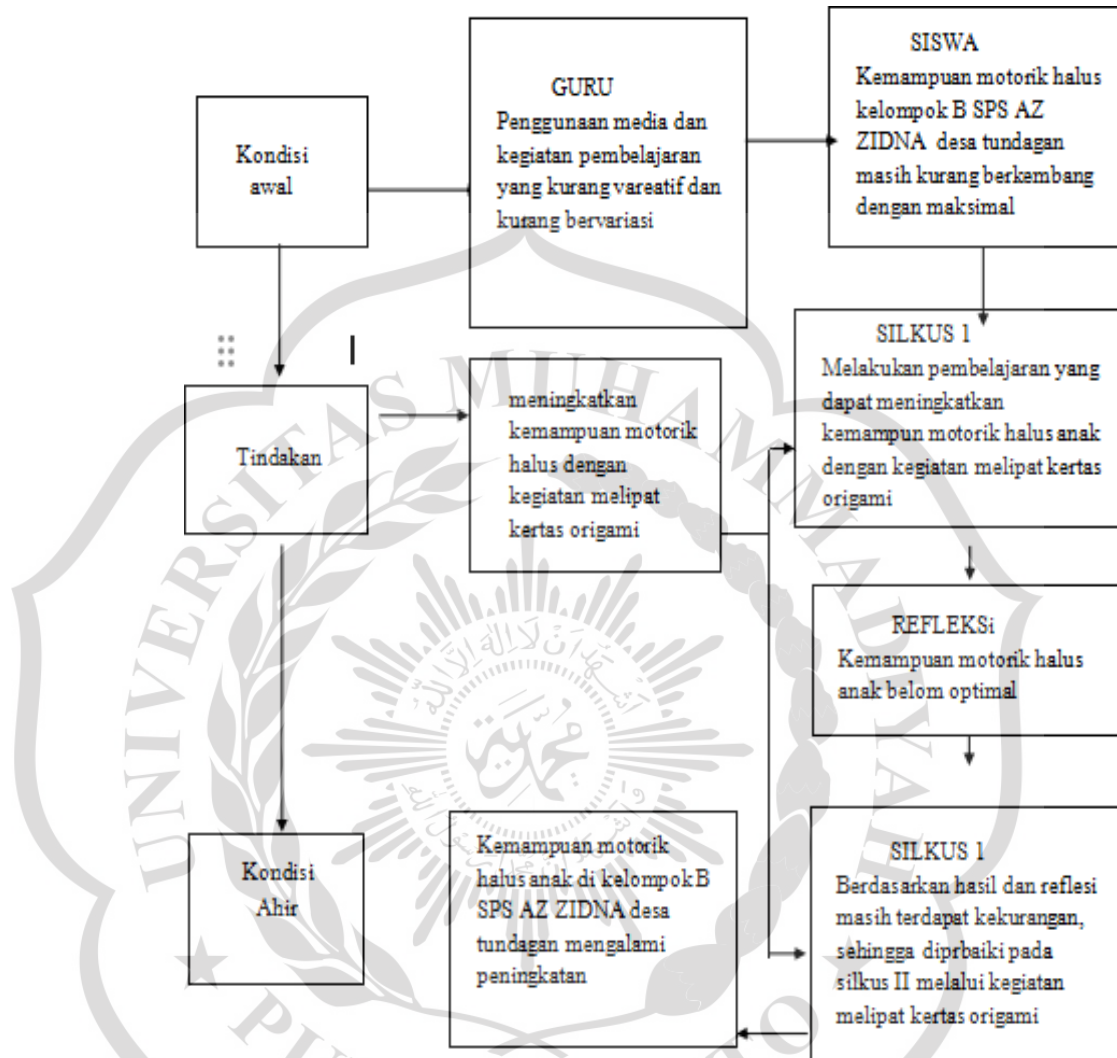 Kondisi
awal
GURU
Penggunaan media dan
kegiatan pembelajaran
yang kurang vareatif dan
kurang bervariasi
SISWA
Kemampuan motorik halus
kelompok B SPS AZ
ZIDNA desa tundagan
masih kurang berkembang
dengan maksimal
Tindakan
meningkatkan
kemampuan motorik
halus dengan
kegiatan melipat
kertas origami
SILKUS 1
Melakukan pembelajaran yang
dapat meningkatkan
kemampun motorik halus anak
dengan kegiatan melipat kertas
origami
REFLEKSi
Kemampuan motorik halus
anak belom optimal
Kondisi
Ahir
Kemampuan motorik
halus anak di kelompok B
SPS AZ ZIDNA desa
tundagan mengalami
peningkatan
SILKUS 1
Berdasarkan hasil dan reflesi
masih terdapat kekurangan,
sehingga diprbaiki pada
silkus II melalui kegiatan
melipat kertas origami
UNIVERSITAS MUHAMMADIYAH